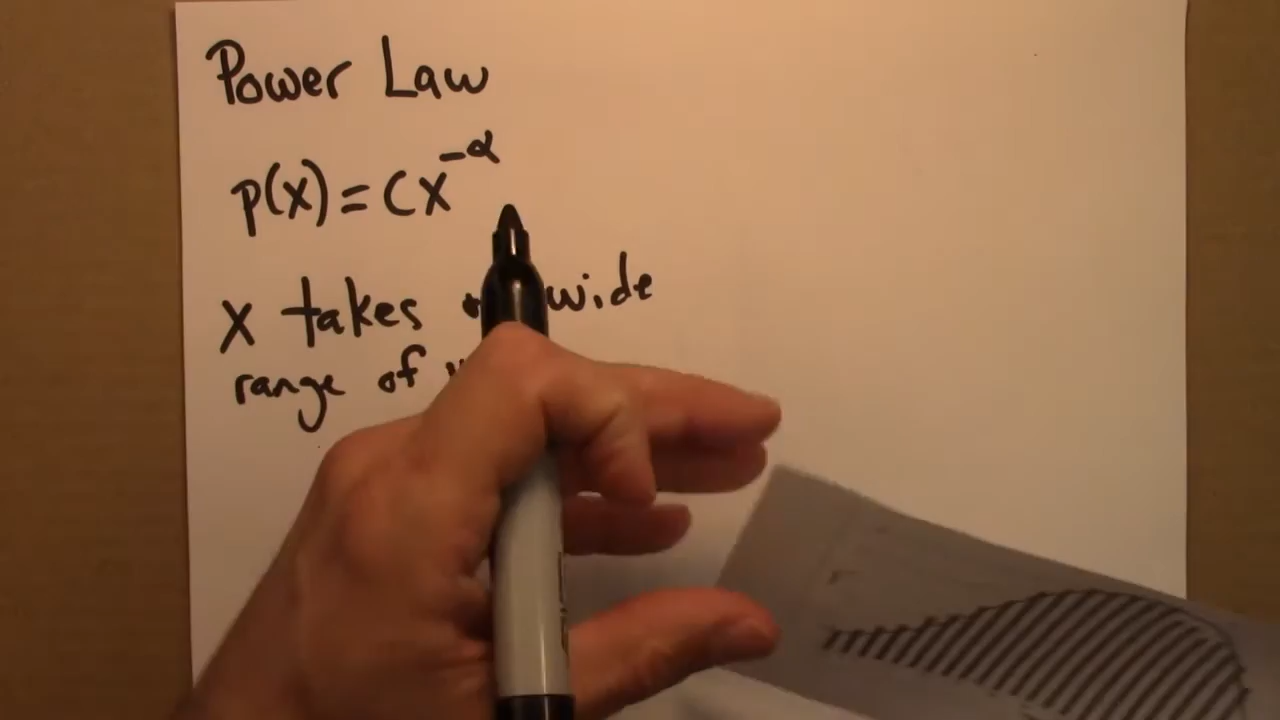 Power Law
p(x) = Cx^-α
x takes wide
range of